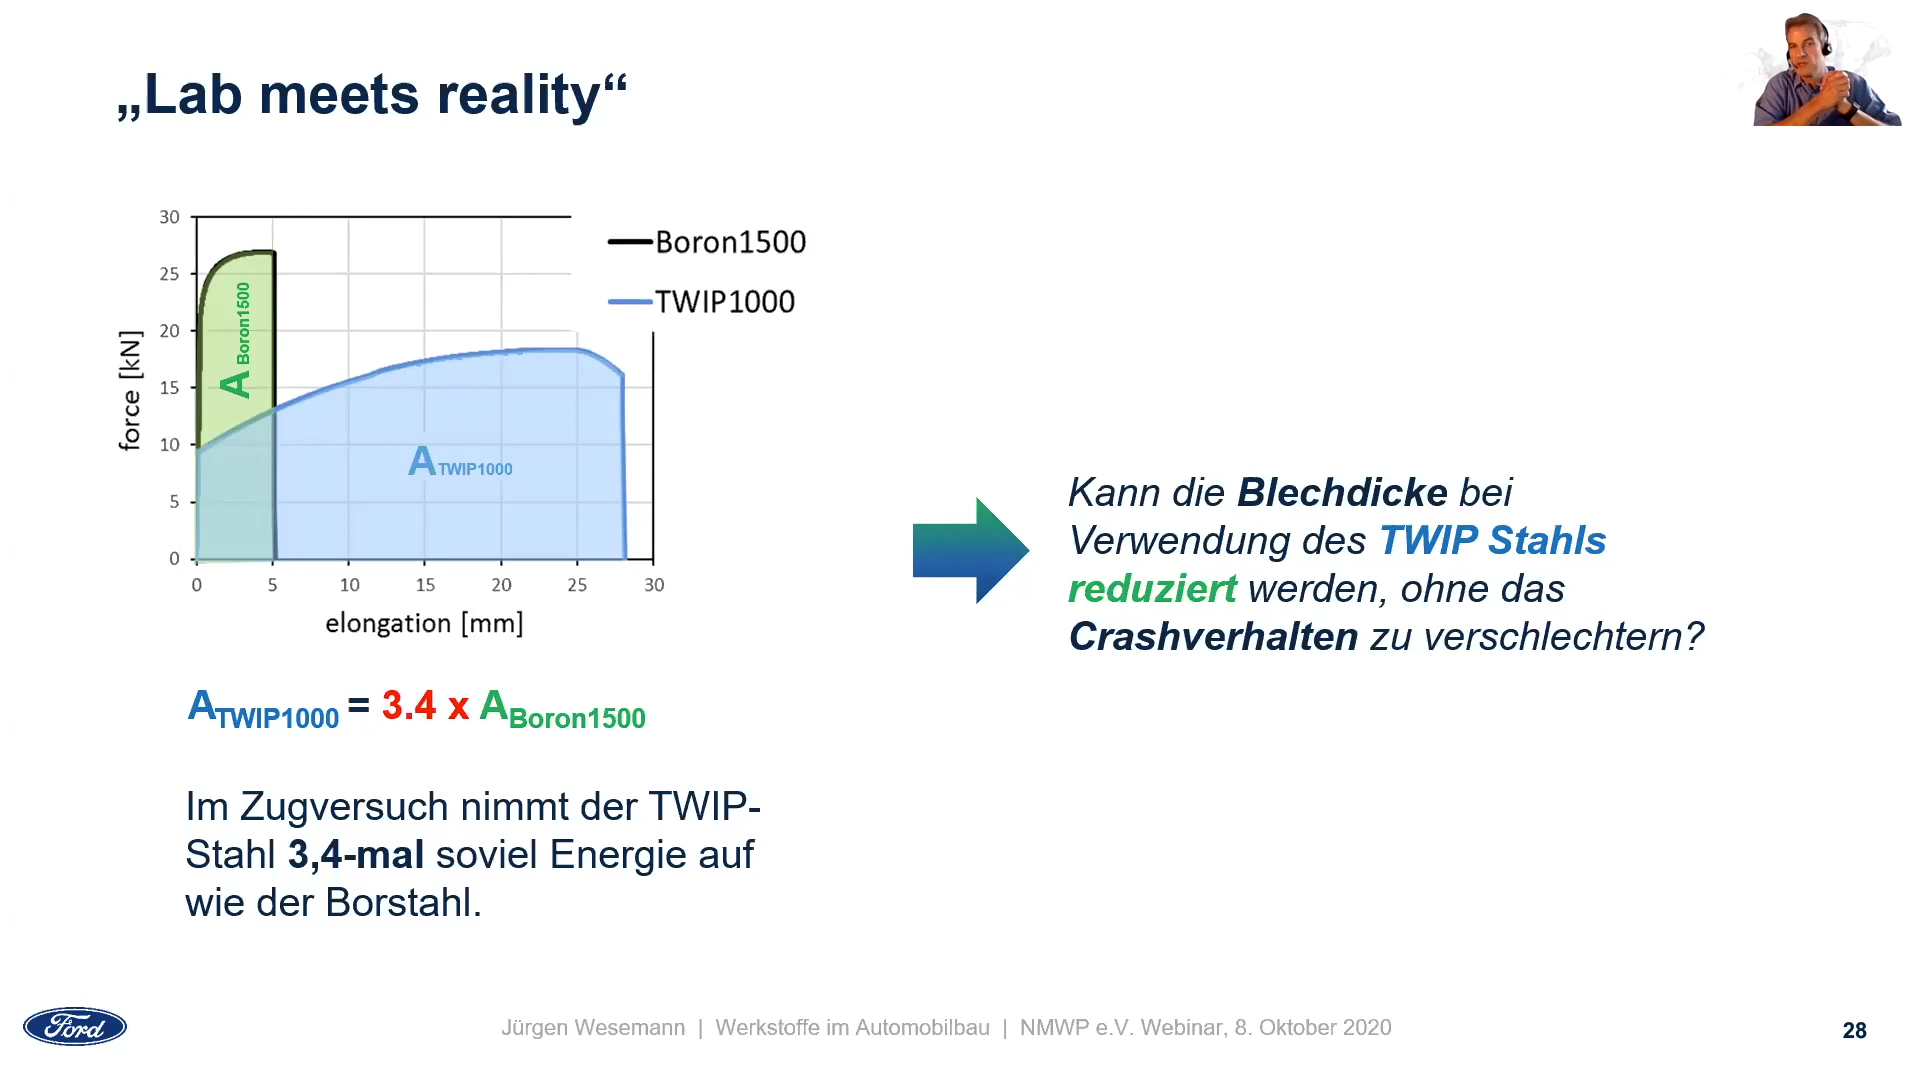 „Lab meets reality“
30
25
20
15
10
5
0
force [kN]
A Boron1500
A TWIP1000
Boron1500
TWIP1000
0 5 10 15 20 25 30
elongation [mm]
A TWIP1000 = 3.4 x A Boron1500
Im Zugversuch nimmt der TWIP-
Stahl 3,4-mal soviel Energie auf
wie der Borstahl.
Kann die Blechdicke bei
Verwendung des TWIP Stahls
reduziert werden, ohne das
Crashverhalten zu verschlechtern?
Ford
Jürgen Wesemann | Werkstoffe im Automobilbau | NMWP e.V. Webinar, 8. Oktober 2020
28